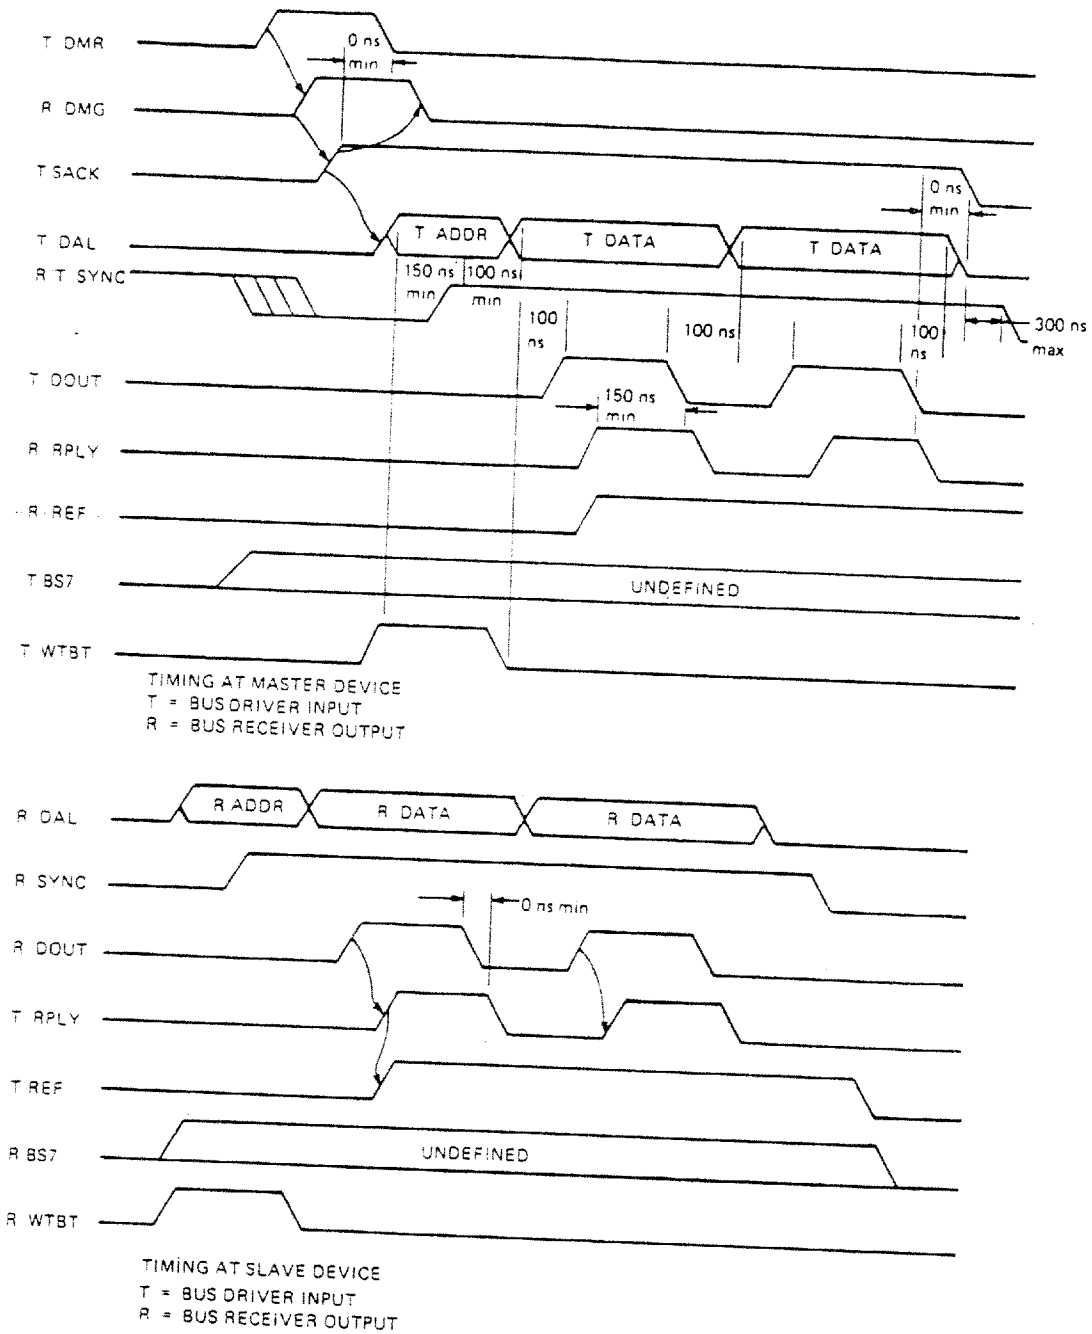 T DMR
0 ns
min
R DMG
T SACK
0 ns
min
T DAL
T ADDR
T DATA
T DATA
R T SYNC
150 ns
min
100 ns
min
100
ns
100 ns
100
ns
300 ns
max
T DOUT
150 ns
min
R RPLY
R REF
T BS7
UNDEFINED
T WTBT
TIMING AT MASTER DEVICE
T = BUS DRIVER INPUT
R = BUS RECEIVER OUTPUT
R DAL
R ADDR
R DATA
R DATA
R SYNC
0 ns min
R DOUT
T RPLY
T REF
R BS7
UNDEFINED
R WTBT
TIMING AT SLAVE DEVICE
T = BUS DRIVER INPUT
R = BUS RECEIVER OUTPUT